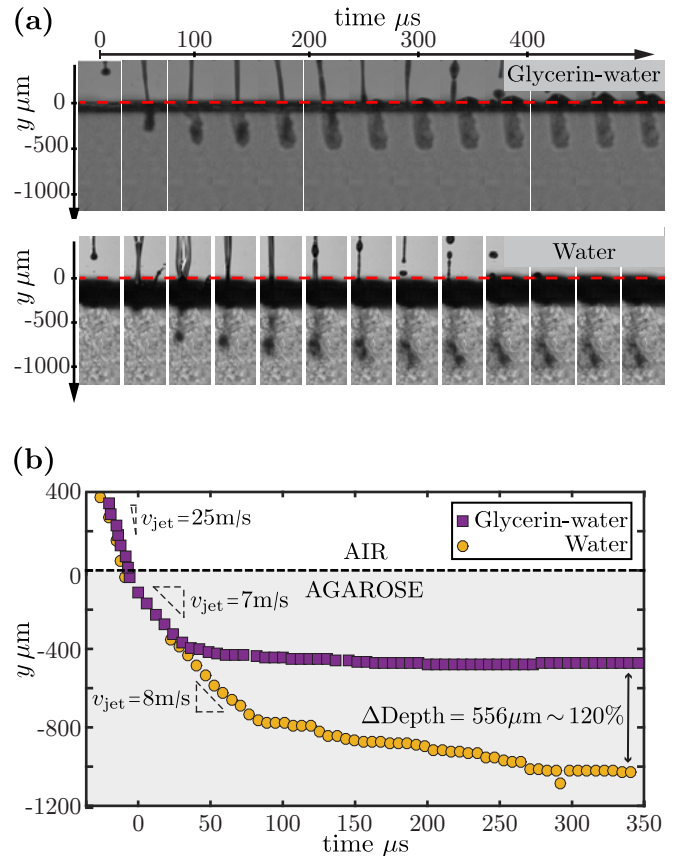 (a)
time μs
0 100 200 300 400
Glycerin-water
y μm
0
-500
-1000
Water
y μm
0
-500
-1000
(b)
400
v_jet = 25m/s
Glycerin-water
Water
AIR
0
AGAROSE
v_jet = 7m/s
y μm
-400
v_jet = 8m/s
ΔDepth = 556μm ∼ 120%
-800
-1200
0 50 100 150 200 250 300 350
time μs